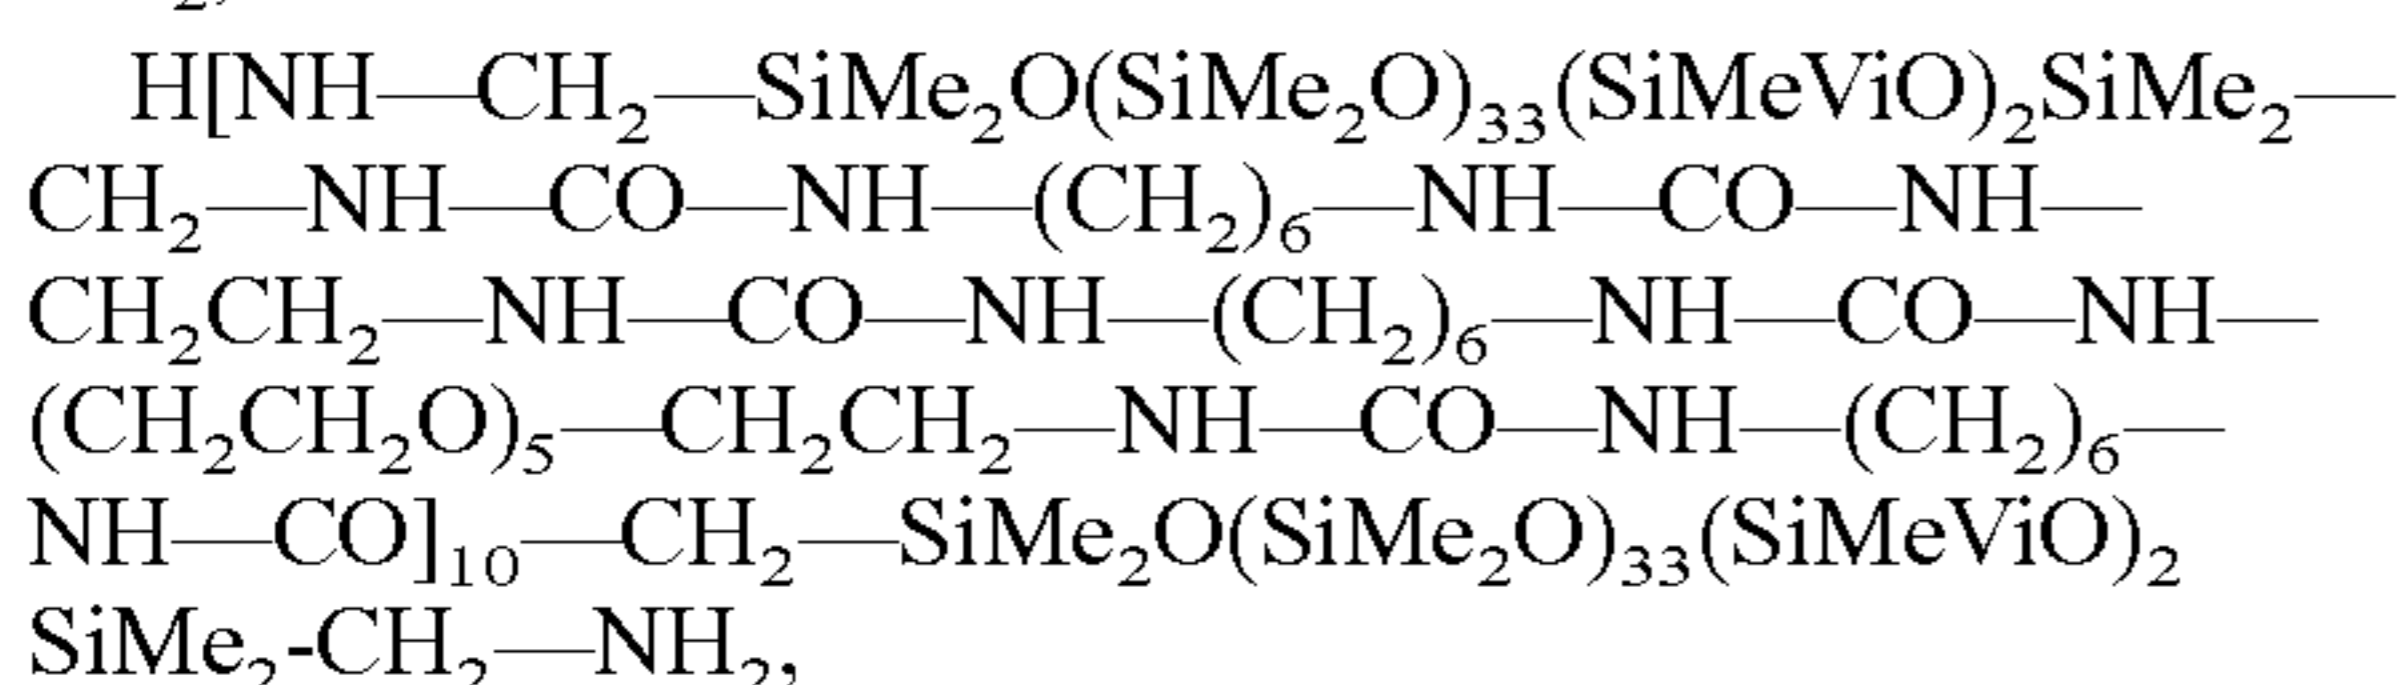 2,
H[NH—CH₂—SiMe₂O(SiMe₂O)₃₃(SiMeViO)₂SiMe₂—
CH₂—NH—CO—NH—(CH₂)₆—NH—CO—NH—
CH₂CH₂—NH—CO—NH—(CH₂)₆—NH—CO—NH—
(CH₂CH₂O)₅—CH₂CH₂—NH—CO—NH—(CH₂)₆—
NH—CO]₁₀—CH₂—SiMe₂O(SiMe₂O)₃₃(SiMeViO)₂
SiMe₂-CH₂—NH₂,